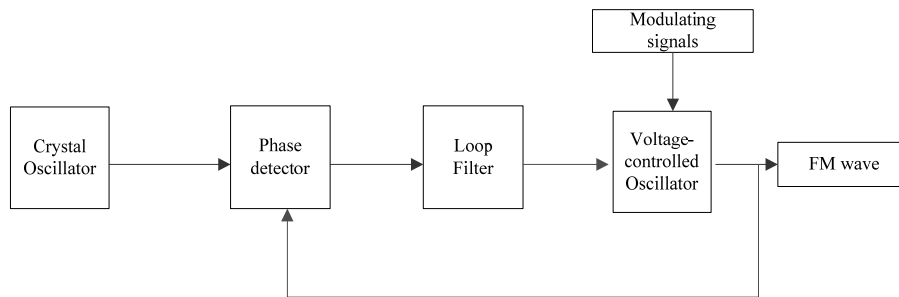 Modulating
signals
Crystal
Oscillator
Phase
detector
Loop
Filter
Voltage-
controlled
Oscillator
FM wave